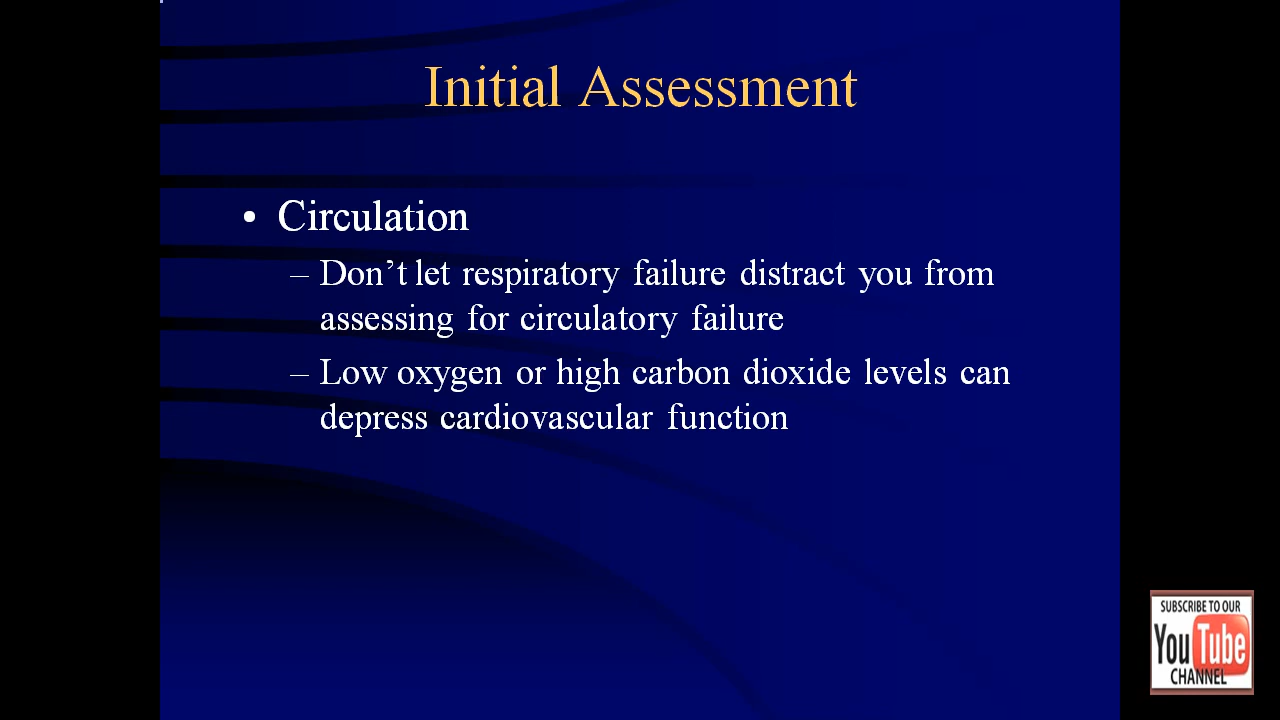 Initial Assessment
• Circulation
– Don’t let respiratory failure distract you from
assessing for circulatory failure
– Low oxygen or high carbon dioxide levels can
depress cardiovascular function
SUBSCRIBE TO OUR
YouTube
CHANNEL